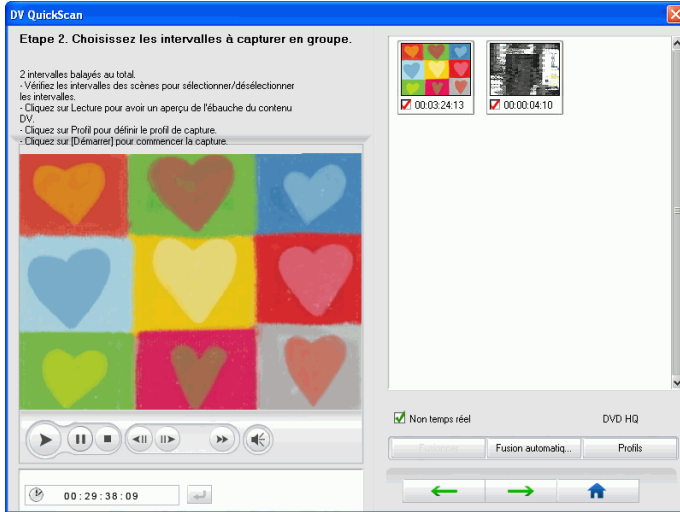 DV QuickScan
Etape 2. Choisissez les intervalles à capturer en groupe.
2 intervalles balayés au total.
- Vérifiez les intervalles des scènes pour sélectionner/désélectionner
les intervalles.
- Cliquez sur Lecture pour avoir un aperçu de l'ébauche du contenu
DV.
- Cliquez sur Profil pour définir le profil de capture.
- Cliquez sur [Démarrer] pour commencer la capture.
00:03:24:13
00:00:04:10
Non temps réel
DVD HQ
Fusion automatiq...
Profils
00:29:38:09